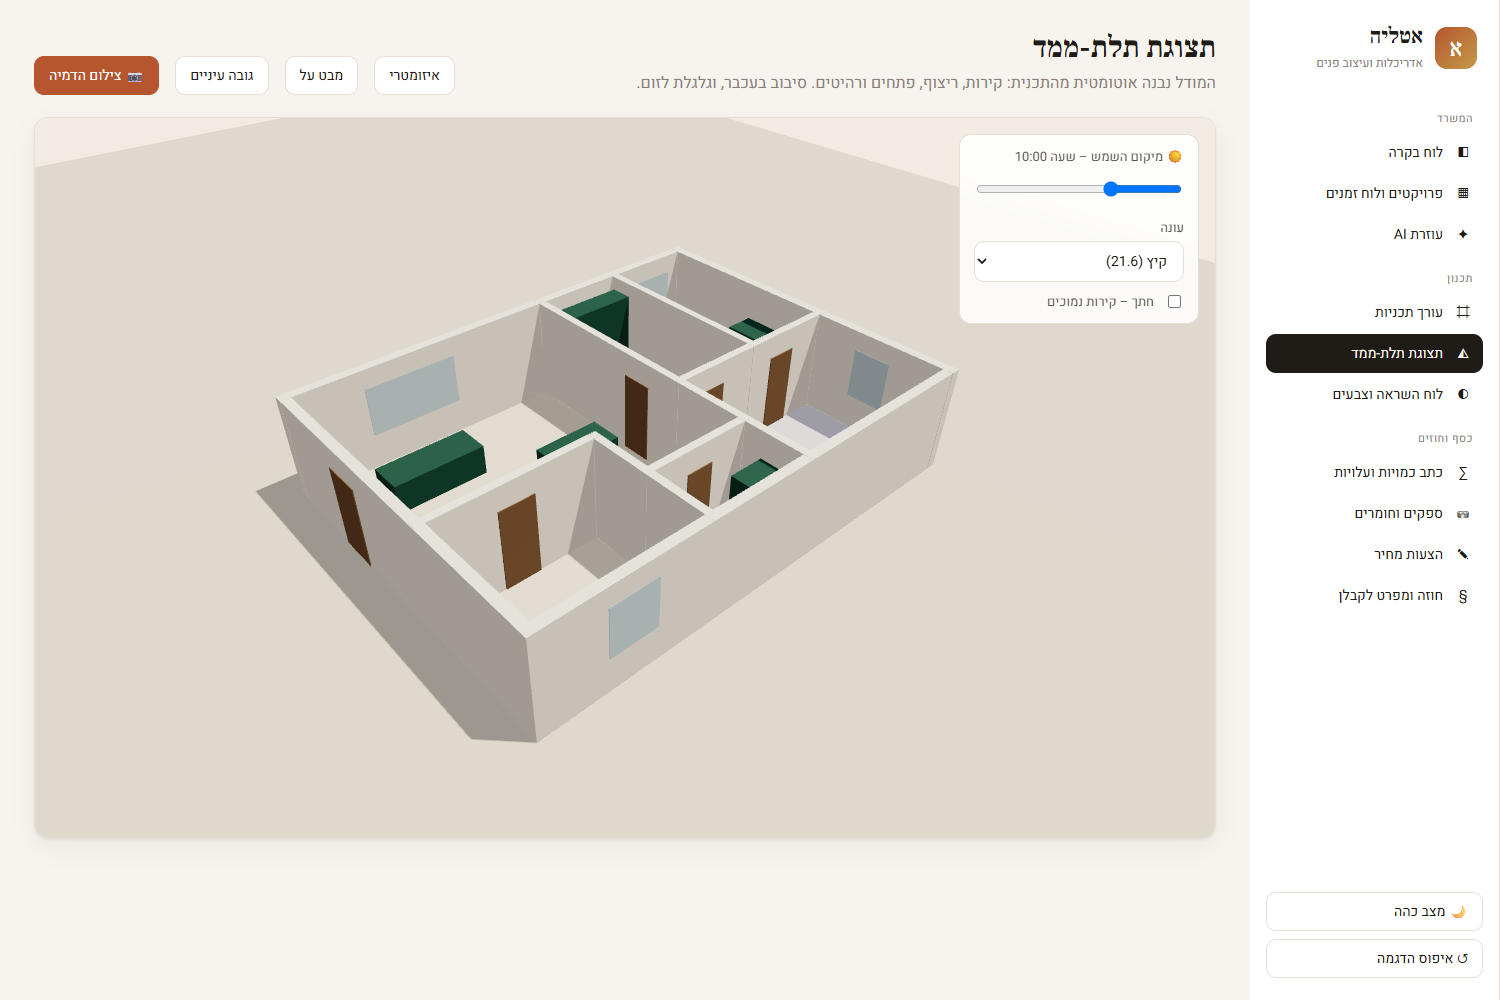 א
אטליה
אדריכלות ועיצוב פנים
המשרד
לוח בקרה
פרויקטים ולוח זמנים
עוזרת AI
תכנון
עורך תכניות
תצוגת תלת-ממד
לוח השראה וצבעים
כסף וחוזים
כתב כמויות ועלויות
ספקים וחומרים
הצעות מחיר
חוזה ומפרט לקבלן
מצב כהה
איפוס הדגמה
תצוגת תלת-ממד
המודל נבנה אוטומטית מהתכנית: קירות, ריצוף, פתחים ורהיטים. סיבוב בעכבר, וגלגלת לזום.
איזומטרי
מבט על
גובה עיניים
צילום הדמיה
מיקום השמש – שעה 10:00
עונה
קיץ (21.6)
חתך – קירות נמוכים